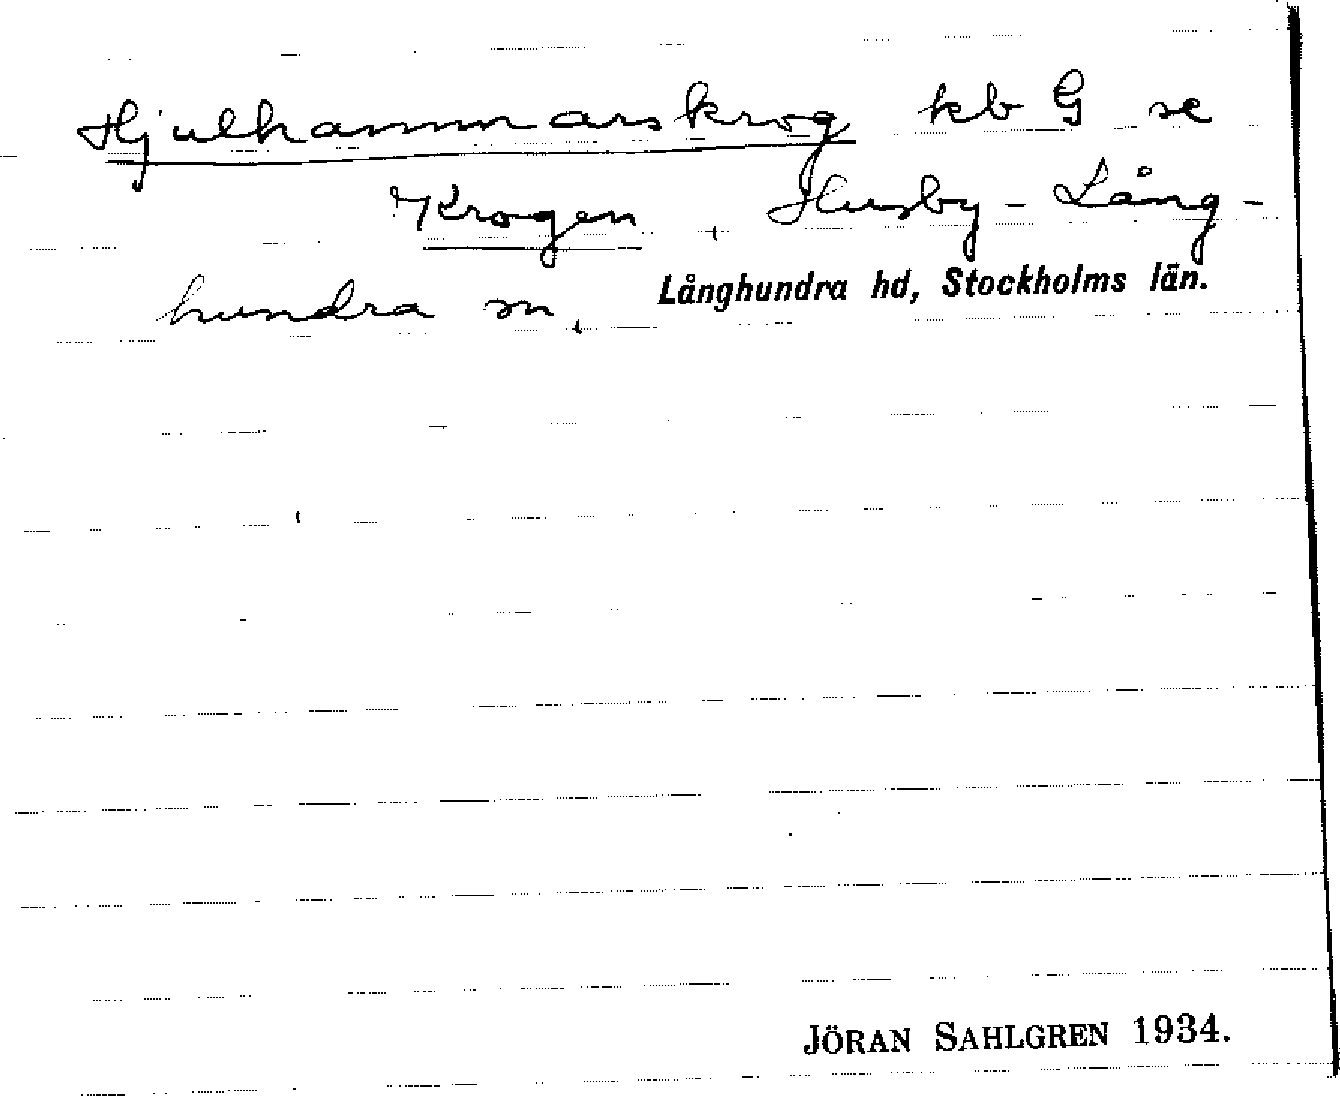 Hjulhammarskrog kb G se
Krogen, Husby-Lång-
hundra sn, Långhundra hd, Stockholms län.
JÖRAN SAHLGREN 1934.